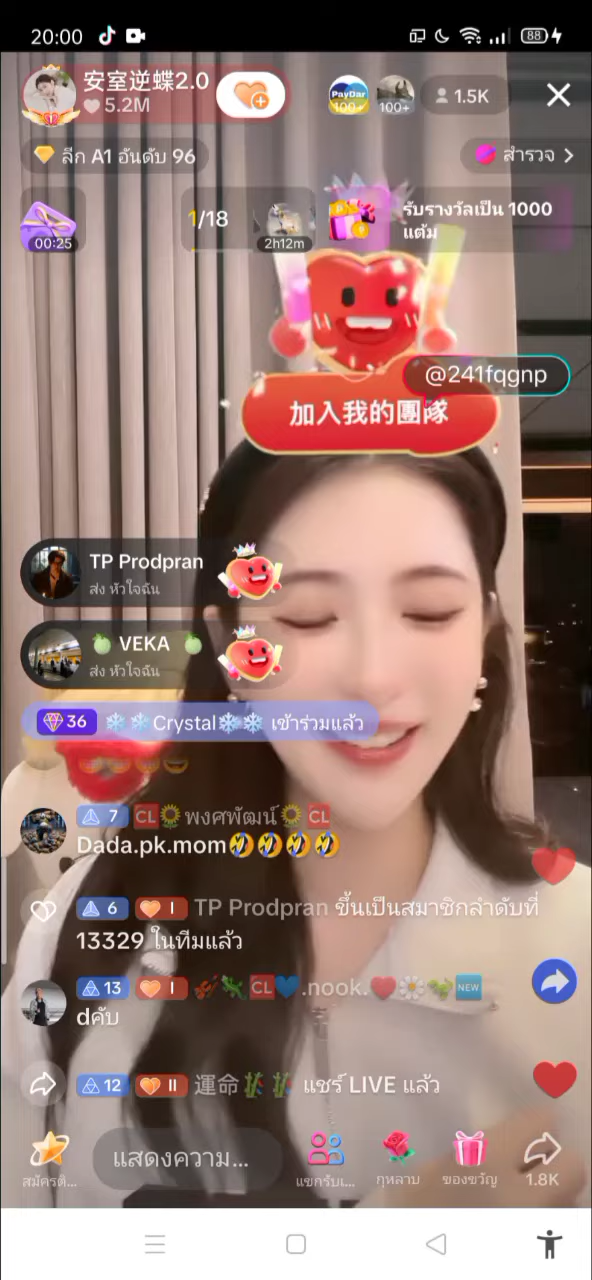 20:00
88
安室逆蝶2.0
5.2M
PayDar
100+
100+
1.5K
ลีก A1 อันดับ 96
สำรวจ
00:25
1/18
2h12m
รับรางวัลเป็น 1000
แต้ม
@241fqgnp
加入我的團隊
TP Prodpran
ส่ง หัวใจฉัน
🍈 VEKA 🍈
ส่ง หัวใจฉัน
36 ❄️❄️Crystal❄️❄️ เข้าร่วมแล้ว
7 CL🌻พงศพัฒน์🌻CL
Dada.pk.mom🤣🤣🤣🤣
6 I TP Prodpran ขึ้นเป็นสมาชิกลำดับที่
13329 ในทีมแล้ว
13 I CL💙.nook.❤️🌼 NEW
dคับ
12 II 運命 แชร์ LIVE แล้ว
แสดงความ...
สมัครติ...
แขกรับเ...
กุหลาบ
ของขวัญ
1.8K